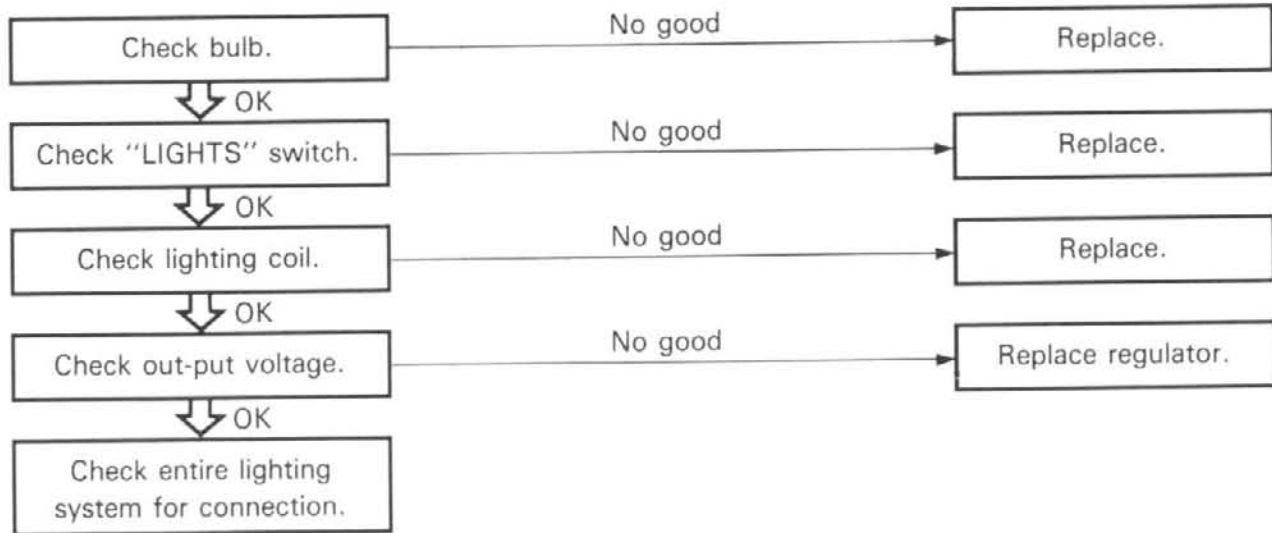 Check bulb.
No good
Replace.
OK
Check "LIGHTS" switch.
No good
Replace.
OK
Check lighting coil.
No good
Replace.
OK
Check out-put voltage.
No good
Replace regulator.
OK
Check entire lighting
system for connection.